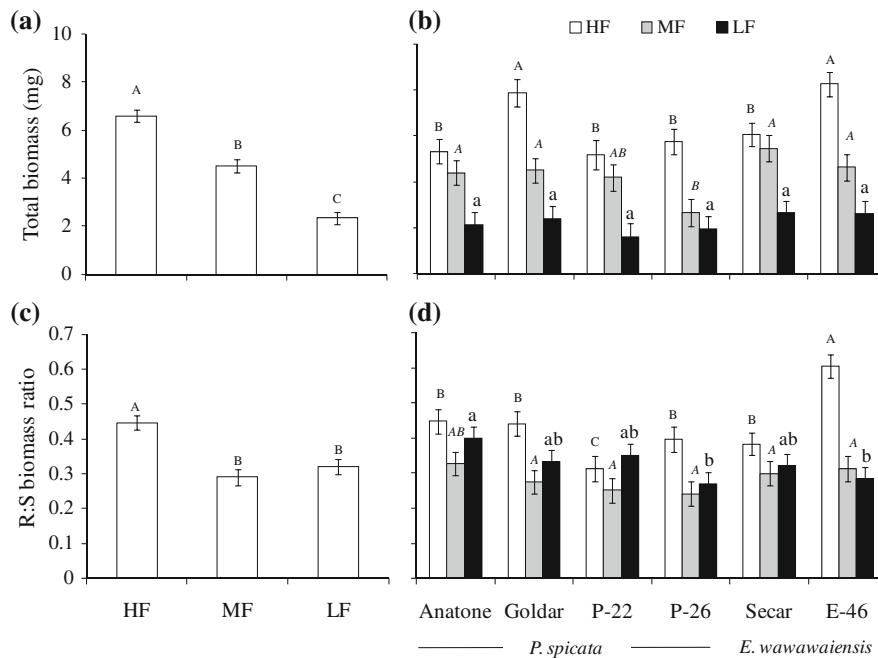 (a)
Total biomass (mg)
10
8
6
4
2
0
A
B
C
(b)
HF MF LF
B A a
A A a
B AB a
B B a
B A a
A A a
(c)
R:S biomass ratio
0.7
0.6
0.5
0.4
0.3
0.2
0.1
0
A
B
B
HF MF LF
(d)
B AB a
B A ab
C A ab
B A b
B A ab
A A b
Anatone Goldar P-22 P-26 Secar E-46
P. spicata E. wawawaiensis